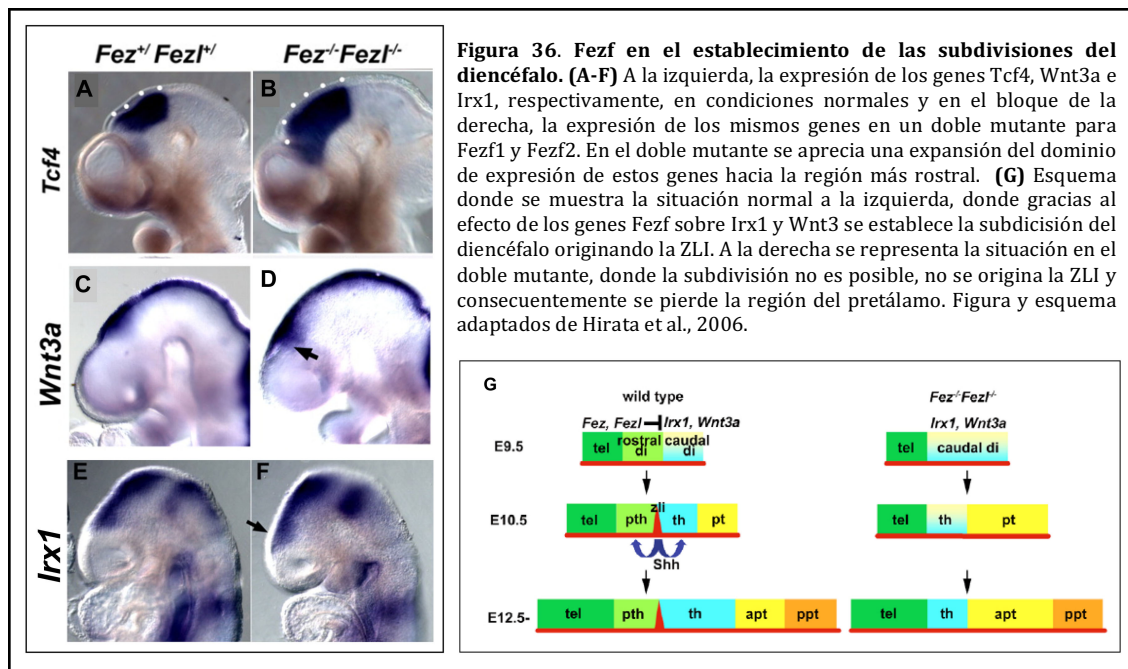 Fez+/ Fezl+/
Fez-/-Fezl-/-
A
B
Tcf4
C
D
Wnt3a
E
F
Irx1
Figura 36. Fezf en el establecimiento de las subdivisiones del
diencéfalo. (A-F) A la izquierda, la expresión de los genes Tcf4, Wnt3a e
Irx1, respectivamente, en condiciones normales y en el bloque de la
derecha, la expresión de los mismos genes en un doble mutante para
Fezf1 y Fezf2. En el doble mutante se aprecia una expansión del dominio
de expresión de estos genes hacia la región más rostral. (G) Esquema
donde se muestra la situación normal a la izquierda, donde gracias al
efecto de los genes Fezf sobre Irx1 y Wnt3 se establece la subdicisión del
diencéfalo originando la ZLI. A la derecha se representa la situación en el
doble mutante, donde la subdivisión no es posible, no se origina la ZLI y
consecuentemente se pierde la región del pretálamo. Figura y esquema
adaptados de Hirata et al., 2006.
G
wild type
Fez-/-Fezl-/-
Fez, Fezl Irx1, Wnt3a
Irx1, Wnt3a
E9.5
tel rostral di caudal di
tel caudal di
E10.5
tel pth zli th pt
tel th pt
Shh
E12.5-
tel pth th apt ppt
tel th apt ppt